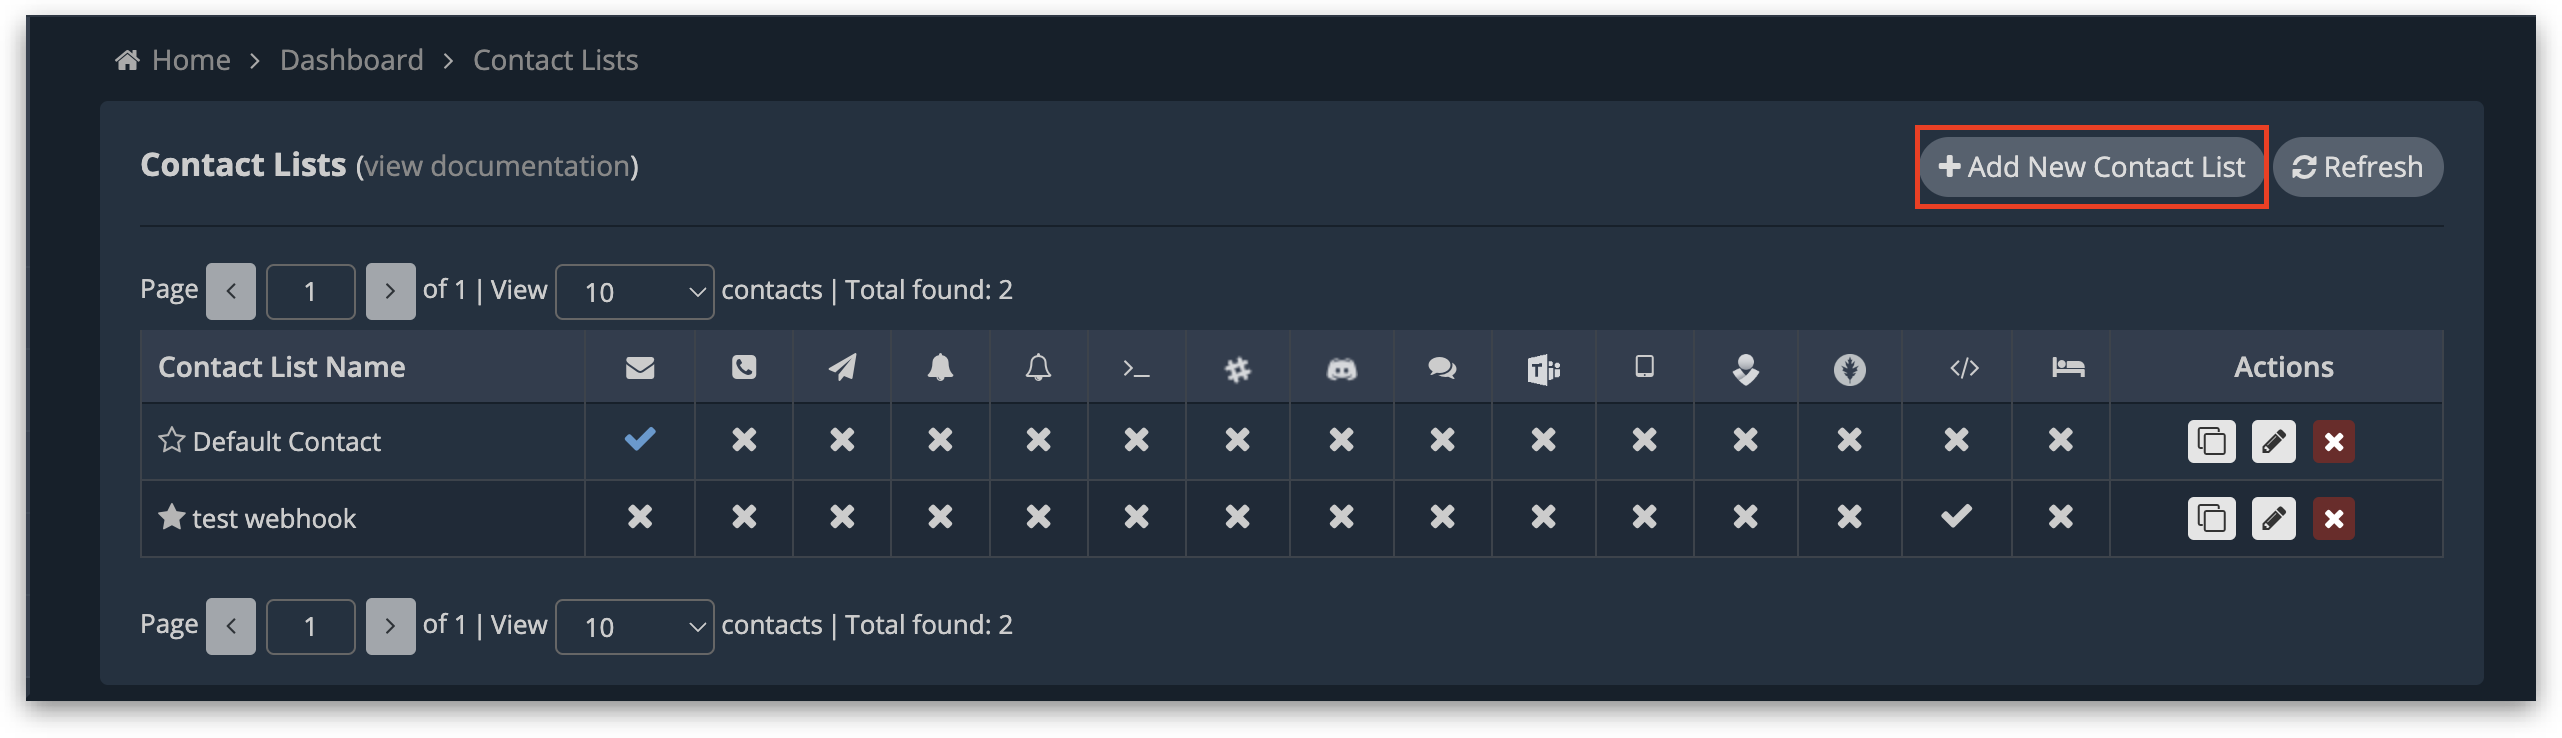 Home > Dashboard > Contact Lists
Contact Lists (view documentation)
Add New Contact List
Refresh
Page < 1 > of 1 | View 10 contacts | Total found: 2
Contact List Name
Actions
Default Contact
test webhook
Page < 1 > of 1 | View 10 contacts | Total found: 2